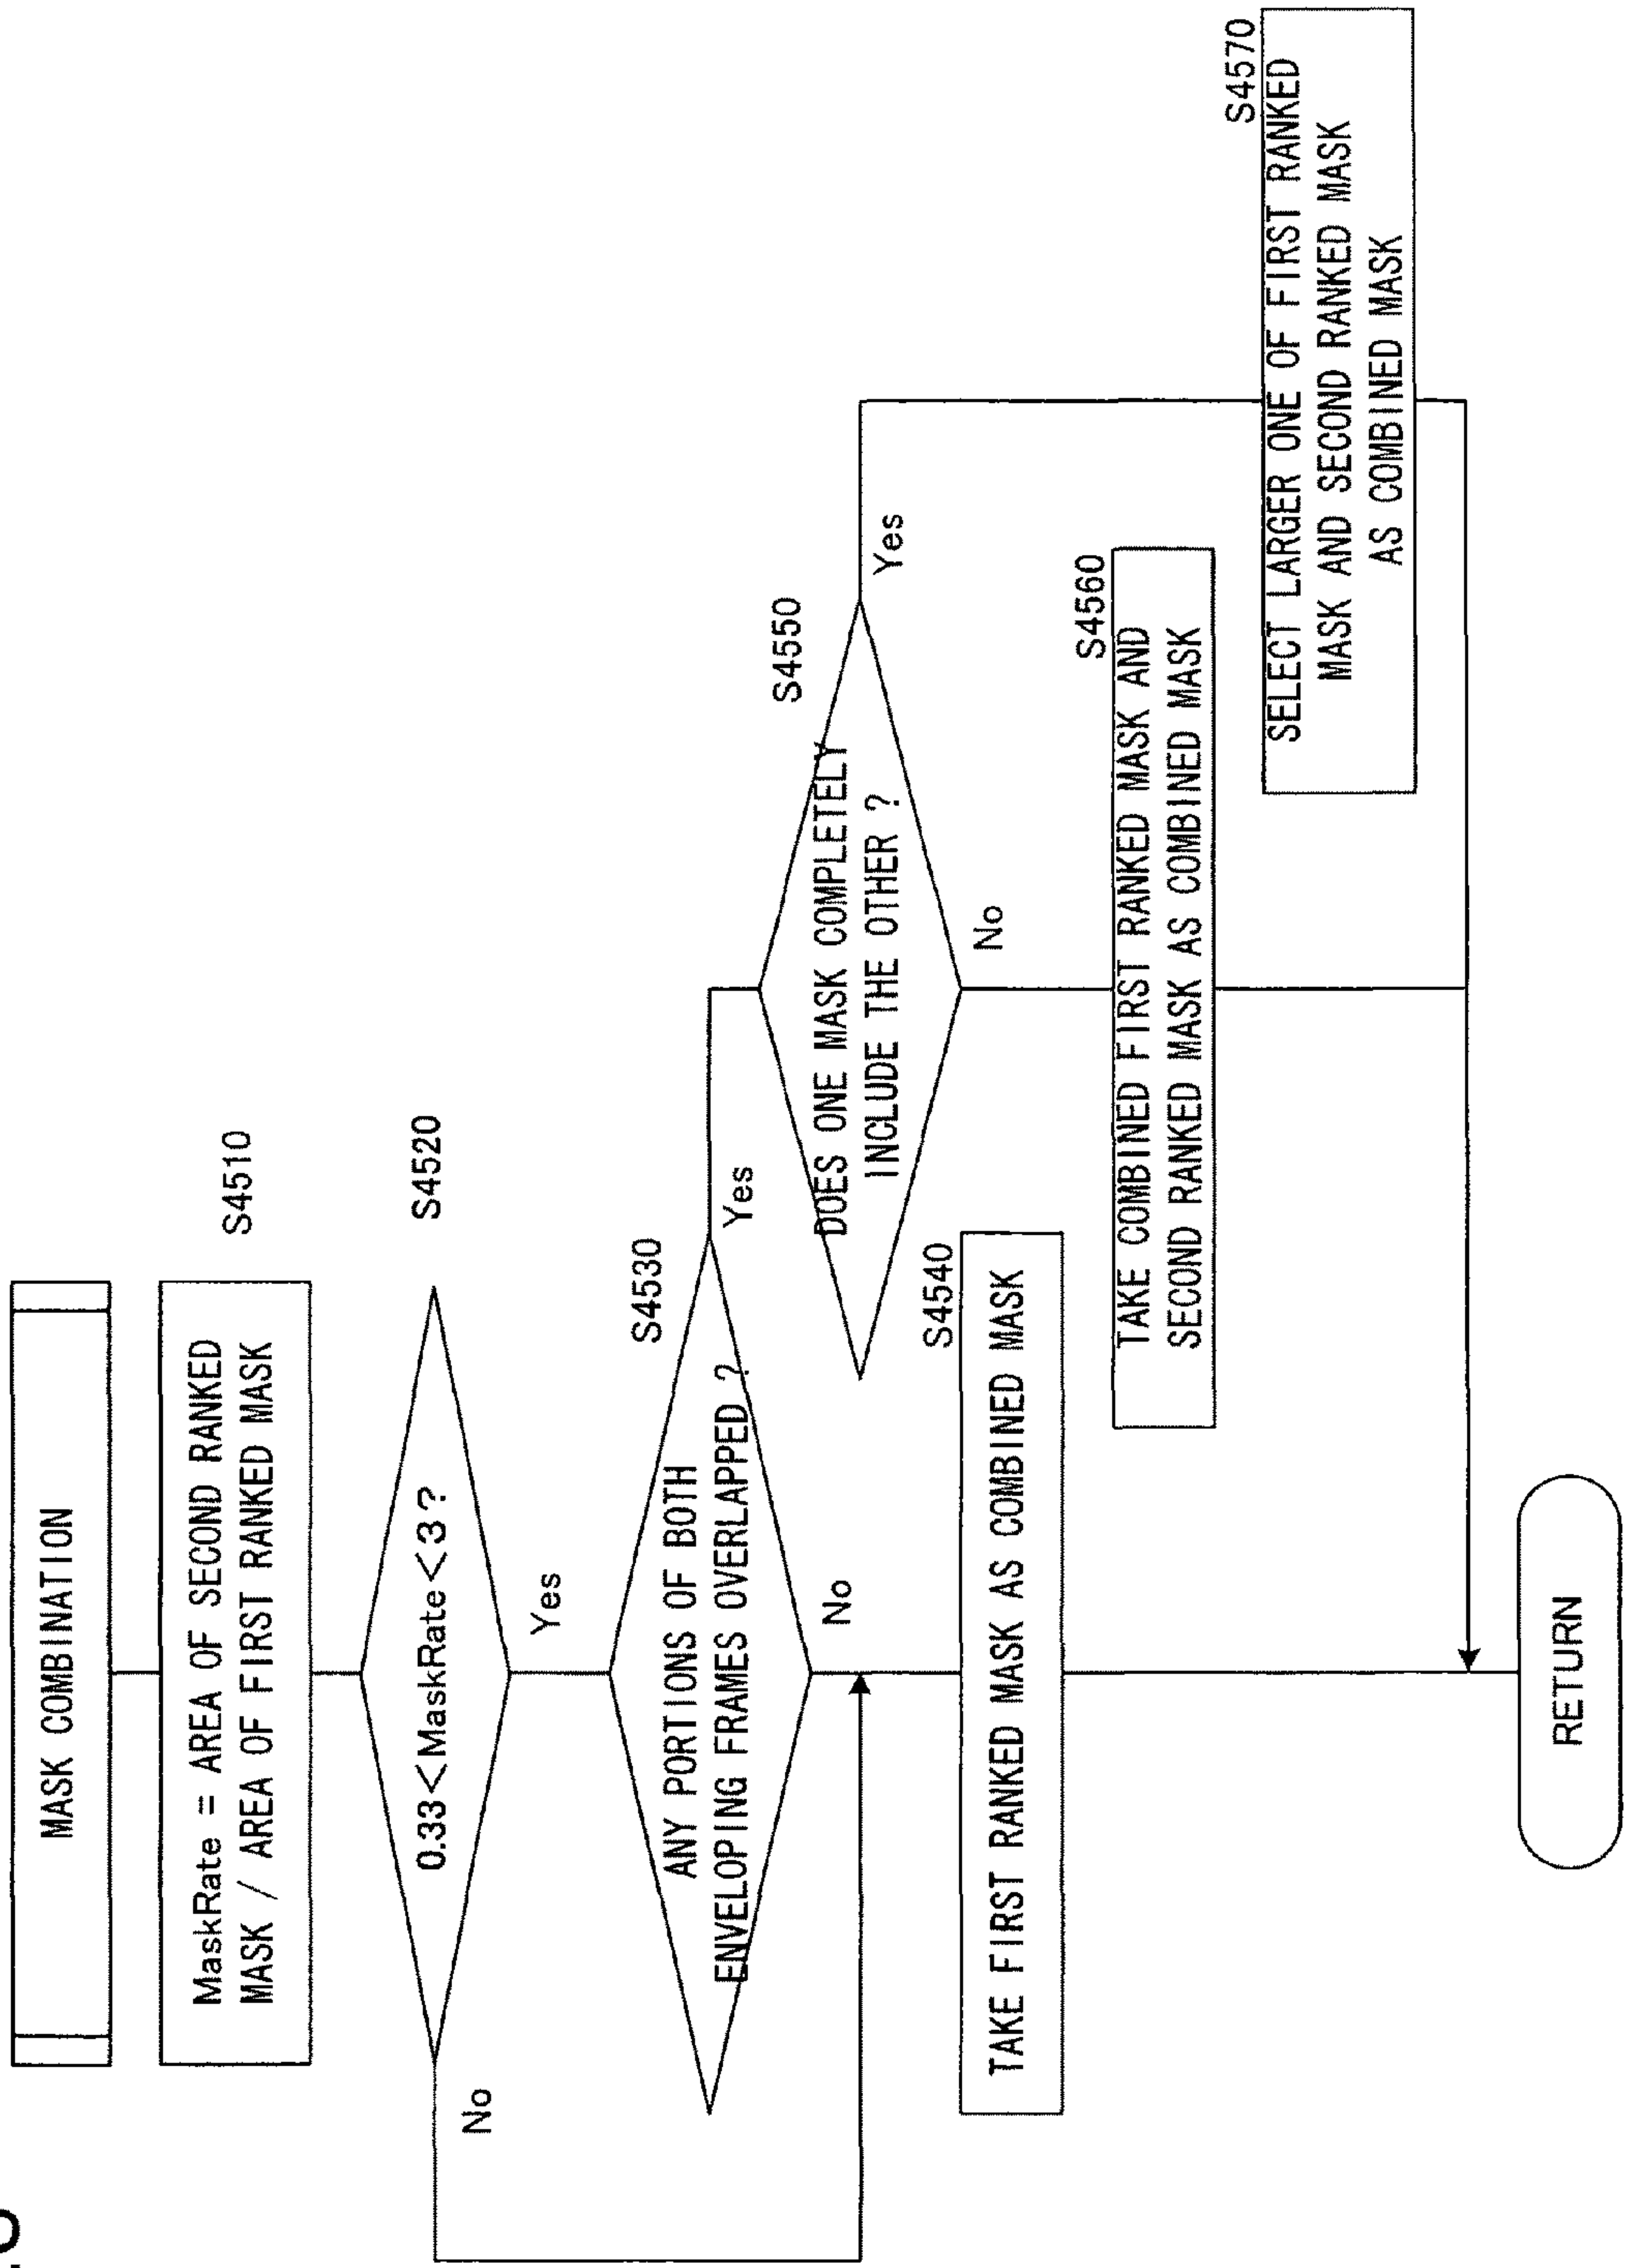 MASK COMBINATION
S4510
MaskRate = AREA OF SECOND RANKED
MASK / AREA OF FIRST RANKED MASK
S4520
0.33<MaskRate<3?
No
Yes
S4530
ANY PORTIONS OF BOTH
ENVELOPING FRAMES OVERLAPPED ?
Yes
No
S4540
TAKE FIRST RANKED MASK AS COMBINED MASK
S4550
DOES ONE MASK COMPLETELY
INCLUDE THE OTHER ?
Yes
No
S4560
TAKE COMBINED FIRST RANKED MASK AND
SECOND RANKED MASK AS COMBINED MASK
S4570
SELECT LARGER ONE OF FIRST RANKED
MASK AND SECOND RANKED MASK
AS COMBINED MASK
RETURN